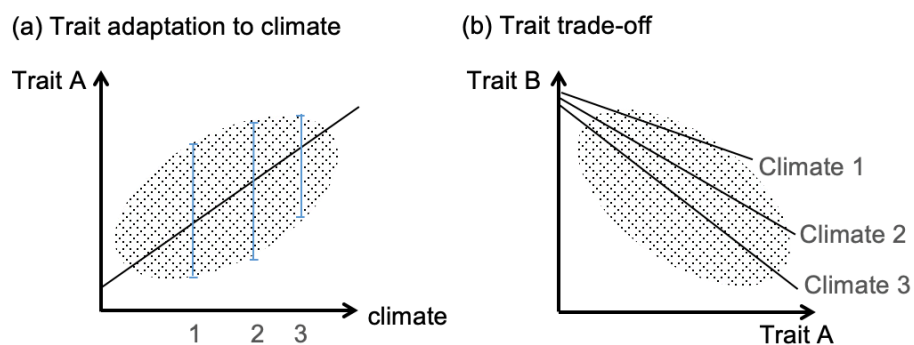 (a) Trait adaptation to climate
Trait A
climate
1 2 3
(b) Trait trade-off
Trait B
Climate 1
Climate 2
Climate 3
Trait A